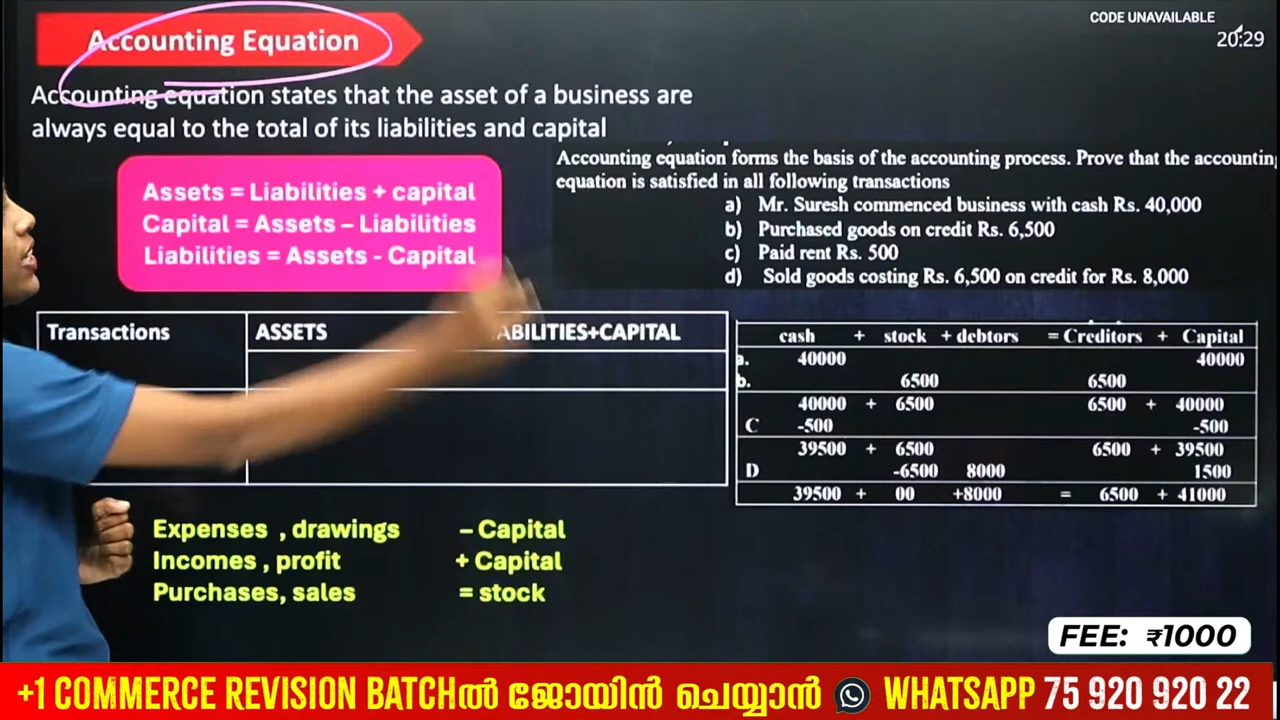 CODE UNAVAILABLE
20:29
Accounting Equation
Accounting equation states that the asset of a business are
always equal to the total of its liabilities and capital
Assets = Liabilities + capital
Capital = Assets – Liabilities
Liabilities = Assets - Capital
Accounting equation forms the basis of the accounting process. Prove that the accountin
equation is satisfied in all following transactions
a) Mr. Suresh commenced business with cash Rs. 40,000
b) Purchased goods on credit Rs. 6,500
c) Paid rent Rs. 500
d) Sold goods costing Rs. 6,500 on credit for Rs. 8,000
Transactions ASSETS ABILITIES+CAPITAL
cash + stock + debtors = Creditors + Capital
a. 40000 40000
b. 6500 6500
40000 + 6500 6500 + 40000
C -500 -500
39500 + 6500 6500 + 39500
D -6500 8000 1500
39500 + 00 +8000 = 6500 + 41000
Expenses , drawings – Capital
Incomes , profit + Capital
Purchases, sales = stock
FEE: ₹1000
+1 COMMERCE REVISION BATCHൽ ജോയിൻ ചെയ്യാൻ WHATSAPP 75 920 920 22